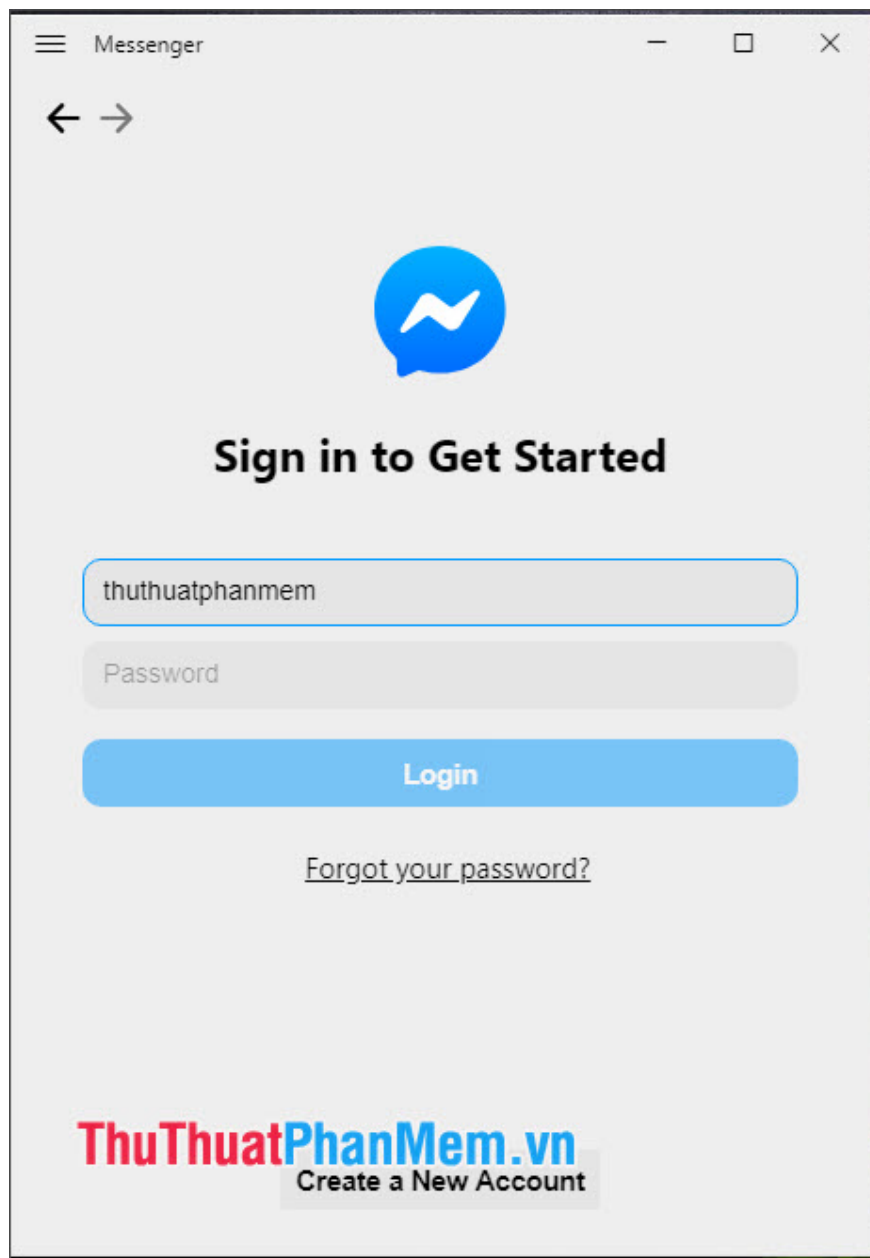 Messenger
Sign in to Get Started
thuthuatphanmem
Password
Login
Forgot your password?
ThuThuatPhanMem.vn
Create a New Account